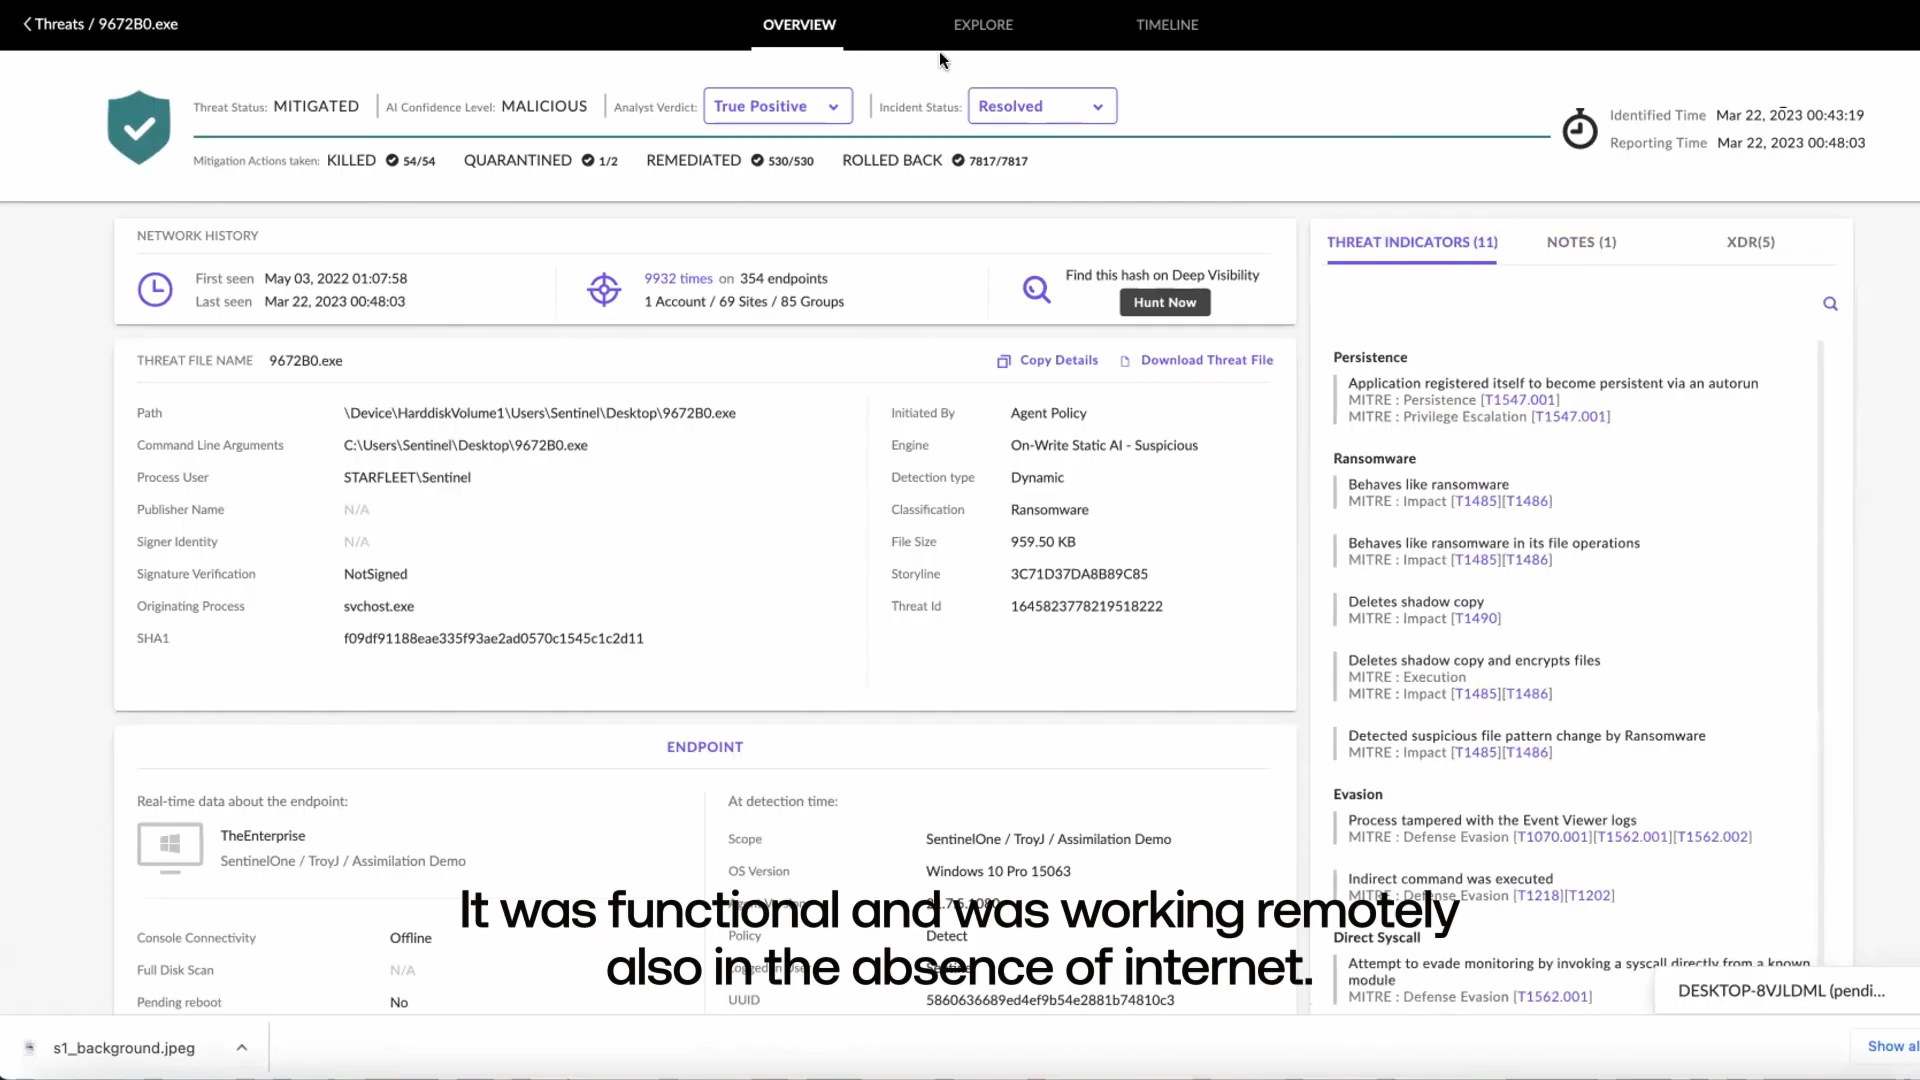 Threats / 9672B0.exe
OVERVIEW
EXPLORE
TIMELINE
Threat Status: MITIGATED
AI Confidence Level: MALICIOUS
Analyst Verdict: True Positive
Incident Status: Resolved
Mitigation Actions taken: KILLED 54/54 QUARANTINED 1/2 REMEDIATED 530/530 ROLLED BACK 7817/7817
Identified Time Mar 22, 2023 00:43:19
Reporting Time Mar 22, 2023 00:48:03
NETWORK HISTORY
First seen May 03, 2022 01:07:58
Last seen Mar 22, 2023 00:48:03
9932 times on 354 endpoints
1 Account / 69 Sites / 85 Groups
Find this hash on Deep Visibility
Hunt Now
THREAT FILE NAME 9672B0.exe
Copy Details
Download Threat File
Path \Device\HarddiskVolume1\Users\Sentinel\Desktop\9672B0.exe
Command Line Arguments C:\Users\Sentinel\Desktop\9672B0.exe
Process User STARFLEET\Sentinel
Publisher Name N/A
Signer Identity N/A
Signature Verification NotSigned
Originating Process svchost.exe
SHA1 f09df91188eae335f93ae2ad0570c1545c1c2d11
Initiated By Agent Policy
Engine On-Write Static AI - Suspicious
Detection type Dynamic
Classification Ransomware
File Size 959.50 KB
Storyline 3C71D37DA8B89C85
Threat Id 1645823778219518222
ENDPOINT
Real-time data about the endpoint:
TheEnterprise
SentinelOne / TroyJ / Assimilation Demo
Console Connectivity Offline
Full Disk Scan N/A
Pending reboot No
At detection time:
Scope SentinelOne / TroyJ / Assimilation Demo
OS Version Windows 10 Pro 15063
Policy Detect
UUID 5860636689ed4ef9b54e2881b74810c3
THREAT INDICATORS (11)
NOTES (1)
XDR(5)
Persistence
Application registered itself to become persistent via an autorun
MITRE : Persistence [T1547.001]
MITRE : Privilege Escalation [T1547.001]
Ransomware
Behaves like ransomware
MITRE : Impact [T1485][T1486]
Behaves like ransomware in its file operations
MITRE : Impact [T1485][T1486]
Deletes shadow copy
MITRE : Impact [T1490]
Deletes shadow copy and encrypts files
MITRE : Execution
MITRE : Impact [T1485][T1486]
Detected suspicious file pattern change by Ransomware
MITRE : Impact [T1485][T1486]
Evasion
Process tampered with the Event Viewer logs
MITRE : Defense Evasion [T1070.001][T1562.001][T1562.002]
Indirect command was executed
MITRE : Defense Evasion [T1218][T1202]
Direct Syscall
Attempt to evade monitoring by invoking a syscall directly from a known
module
MITRE : Defense Evasion [T1562.001]
It was functional and was working remotely
also in the absence of internet.
DESKTOP-8VJLDML (pendi...
s1_background.jpeg